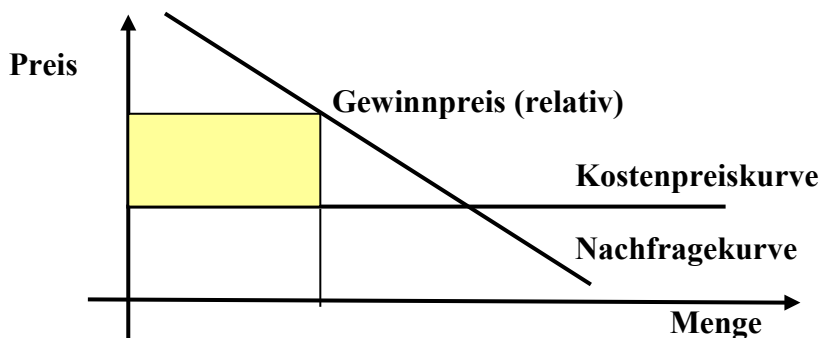 Preis
Gewinnpreis (relativ)
Kostenpreiskurve
Nachfragekurve
Menge